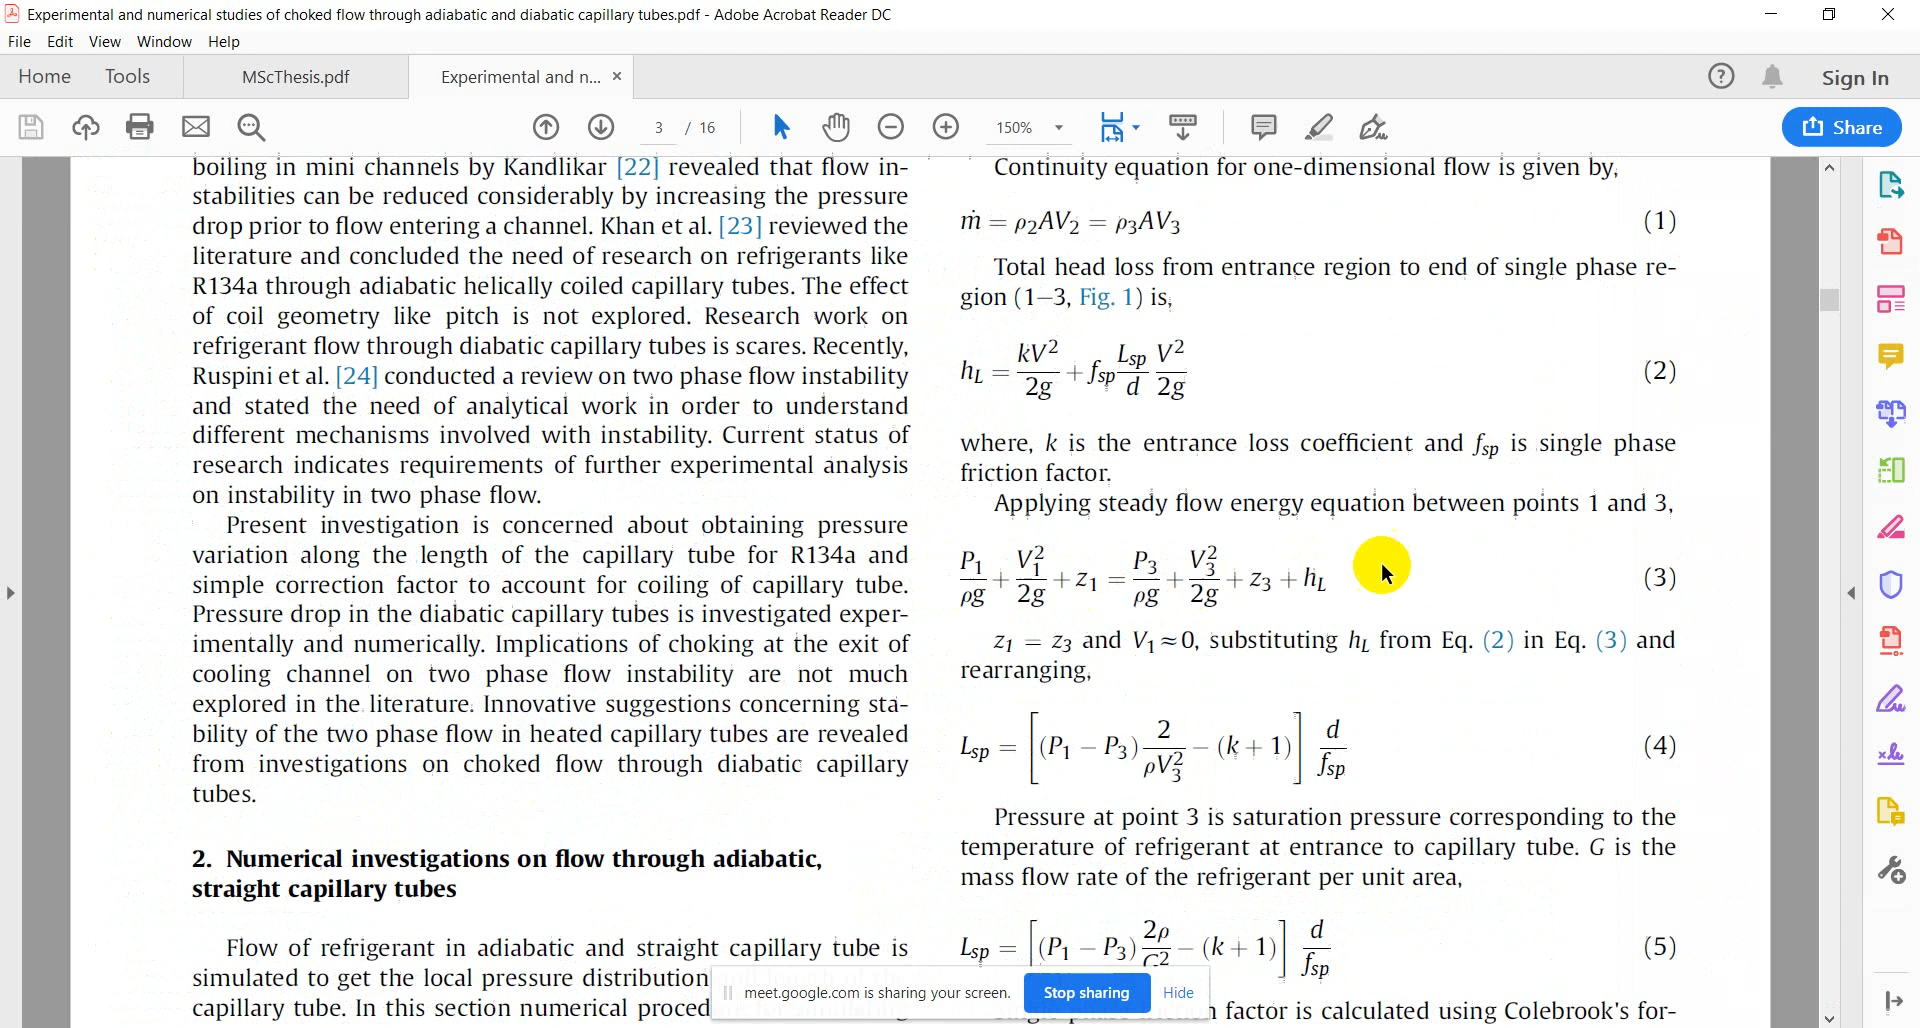 Experimental and numerical studies of choked flow through adiabatic and diabatic capillary tubes.pdf - Adobe Acrobat Reader DC
File Edit View Window Help
Home Tools MScThesis.pdf Experimental and n... × Sign In
3 / 16 150% Share
boiling in mini channels by Kandlikar [22] revealed that flow in-
stabilities can be reduced considerably by increasing the pressure
drop prior to flow entering a channel. Khan et al. [23] reviewed the
literature and concluded the need of research on refrigerants like
R134a through adiabatic helically coiled capillary tubes. The effect
of coil geometry like pitch is not explored. Research work on
refrigerant flow through diabatic capillary tubes is scares. Recently,
Ruspini et al. [24] conducted a review on two phase flow instability
and stated the need of analytical work in order to understand
different mechanisms involved with instability. Current status of
research indicates requirements of further experimental analysis
on instability in two phase flow.
Present investigation is concerned about obtaining pressure
variation along the length of the capillary tube for R134a and
simple correction factor to account for coiling of capillary tube.
Pressure drop in the diabatic capillary tubes is investigated exper-
imentally and numerically. Implications of choking at the exit of
cooling channel on two phase flow instability are not much
explored in the literature. Innovative suggestions concerning sta-
bility of the two phase flow in heated capillary tubes are revealed
from investigations on choked flow through diabatic capillary
tubes.
2. Numerical investigations on flow through adiabatic,
straight capillary tubes
Flow of refrigerant in adiabatic and straight capillary tube is
simulated to get the local pressure distribution
capillary tube. In this section numerical proced
Continuity equation for one-dimensional flow is given by,
ṁ = ρ₂AV₂ = ρ₃AV₃ (1)
Total head loss from entrance region to end of single phase re-
gion (1–3, Fig. 1) is,
h_L = kV²/2g + f_sp L_sp/d V²/2g (2)
where, k is the entrance loss coefficient and f_sp is single phase
friction factor.
Applying steady flow energy equation between points 1 and 3,
P₁/ρg + V₁²/2g + z₁ = P₃/ρg + V₃²/2g + z₃ + h_L (3)
z₁ = z₃ and V₁≈0, substituting h_L from Eq. (2) in Eq. (3) and
rearranging,
L_sp = [(P₁ − P₃) 2/ρV₃² − (k + 1)] d/f_sp (4)
Pressure at point 3 is saturation pressure corresponding to the
temperature of refrigerant at entrance to capillary tube. G is the
mass flow rate of the refrigerant per unit area,
L_sp = [(P₁ − P₃) 2ρ/G² − (k + 1)] d/f_sp (5)
factor is calculated using Colebrook's for-
meet.google.com is sharing your screen. Stop sharing Hide